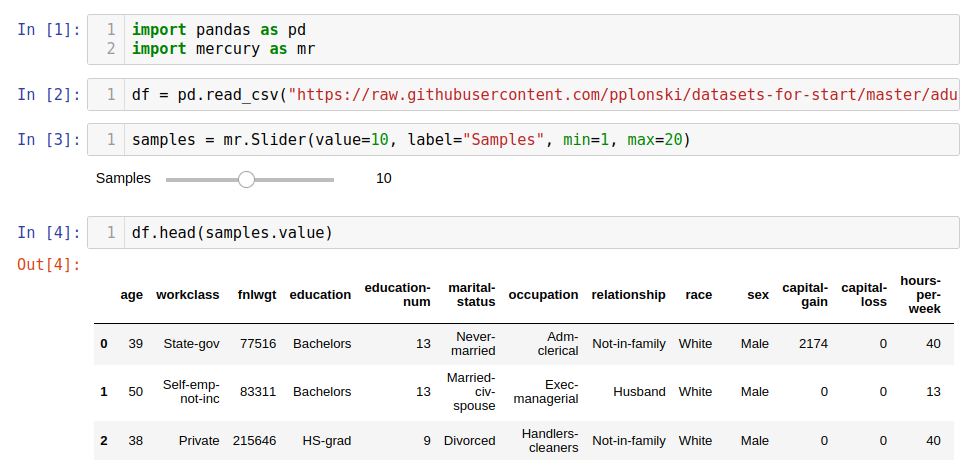 In [1]: 1 import pandas as pd
2 import mercury as mr
In [2]: 1 df = pd.read_csv("https://raw.githubusercontent.com/pplonski/datasets-for-start/master/adu
In [3]: 1 samples = mr.Slider(value=10, label="Samples", min=1, max=20)
Samples 10
In [4]: 1 df.head(samples.value)
Out[4]:
age workclass fnlwgt education education-num marital-status occupation relationship race sex capital-gain capital-loss hours-per-week
0 39 State-gov 77516 Bachelors 13 Never-married Adm-clerical Not-in-family White Male 2174 0 40
1 50 Self-emp-not-inc 83311 Bachelors 13 Married-civ-spouse Exec-managerial Husband White Male 0 0 13
2 38 Private 215646 HS-grad 9 Divorced Handlers-cleaners Not-in-family White Male 0 0 40